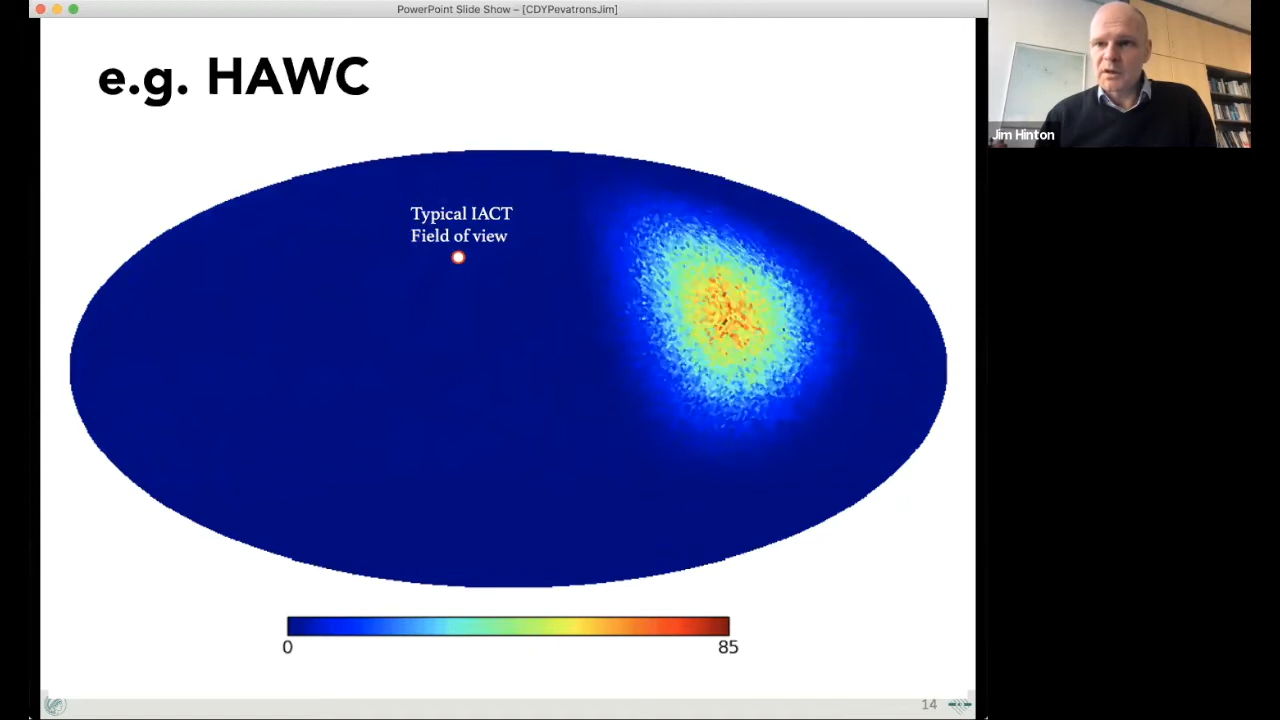 PowerPoint Slide Show – [CDYPevatronsJim]
e.g. HAWC
Jim Hinton
Typical IACT
Field of view
0
85
14